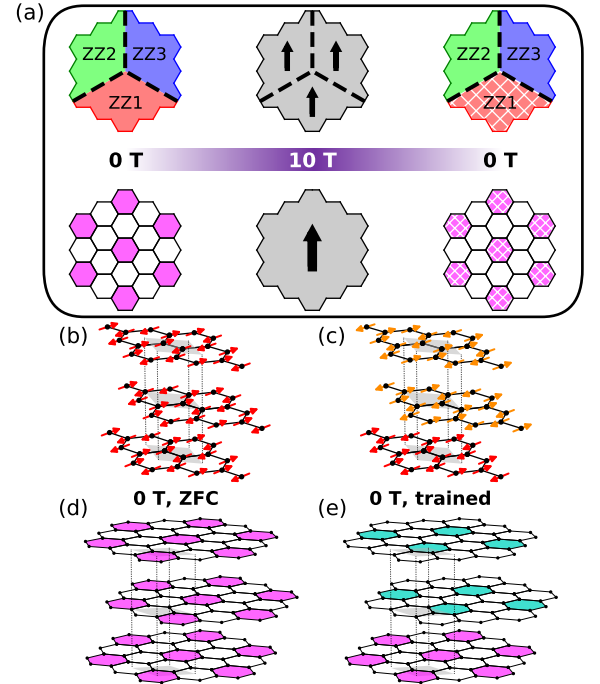 (a)
ZZ2 ZZ3
ZZ1
ZZ2 ZZ3
ZZ1
0 T 10 T 0 T
(b) (c)
0 T, ZFC 0 T, trained
(d) (e)